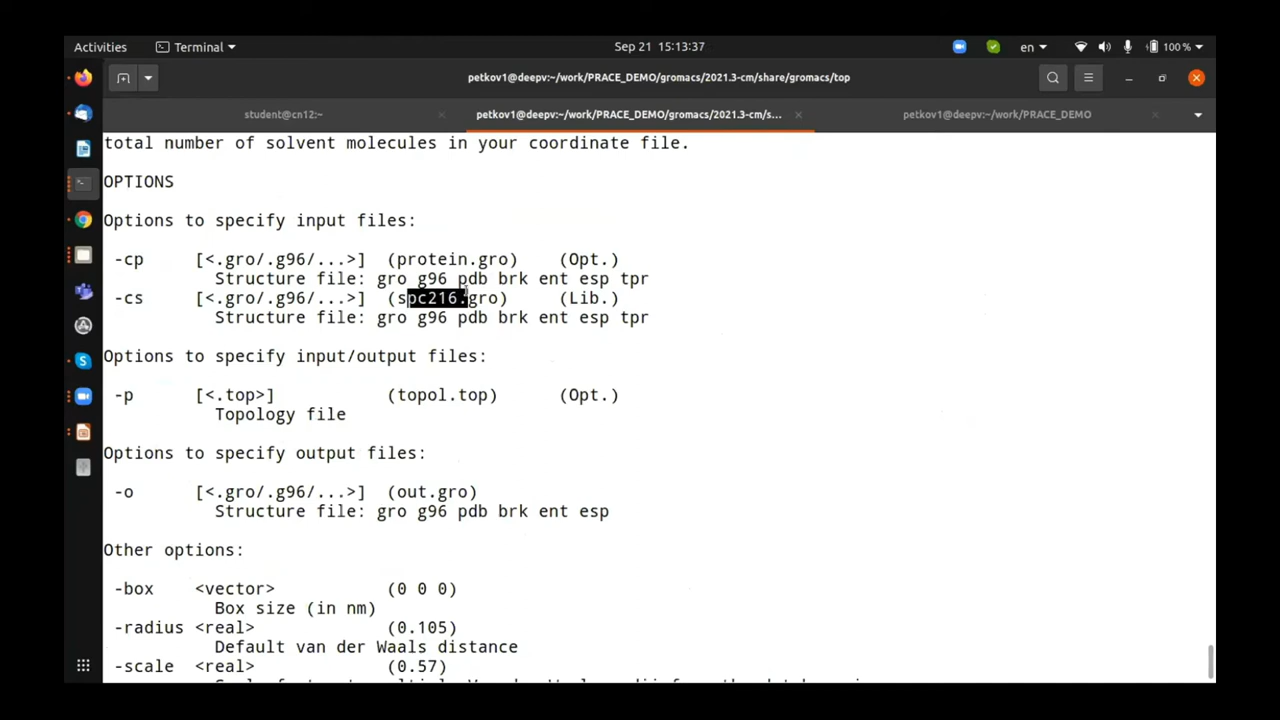 Activities
Terminal
Sep 21 15:13:37
en
100 %
petkov1@deepv:~/work/PRACE_DEMO/gromacs/2021.3-cm/share/gromacs/top
student@cn12:~
petkov1@deepv:~/work/PRACE_DEMO/gromacs/2021.3-cm/s...
petkov1@deepv:~/work/PRACE_DEMO
total number of solvent molecules in your coordinate file.
OPTIONS
Options to specify input files:
-cp [<.gro/.g96/...>] (protein.gro) (Opt.)
Structure file: gro g96 pdb brk ent esp tpr
-cs [<.gro/.g96/...>] (spc216.gro) (Lib.)
Structure file: gro g96 pdb brk ent esp tpr
Options to specify input/output files:
-p [<.top>] (topol.top) (Opt.)
Topology file
Options to specify output files:
-o [<.gro/.g96/...>] (out.gro)
Structure file: gro g96 pdb brk ent esp
Other options:
-box <vector> (0 0 0)
Box size (in nm)
-radius <real> (0.105)
Default van der Waals distance
-scale <real> (0.57)